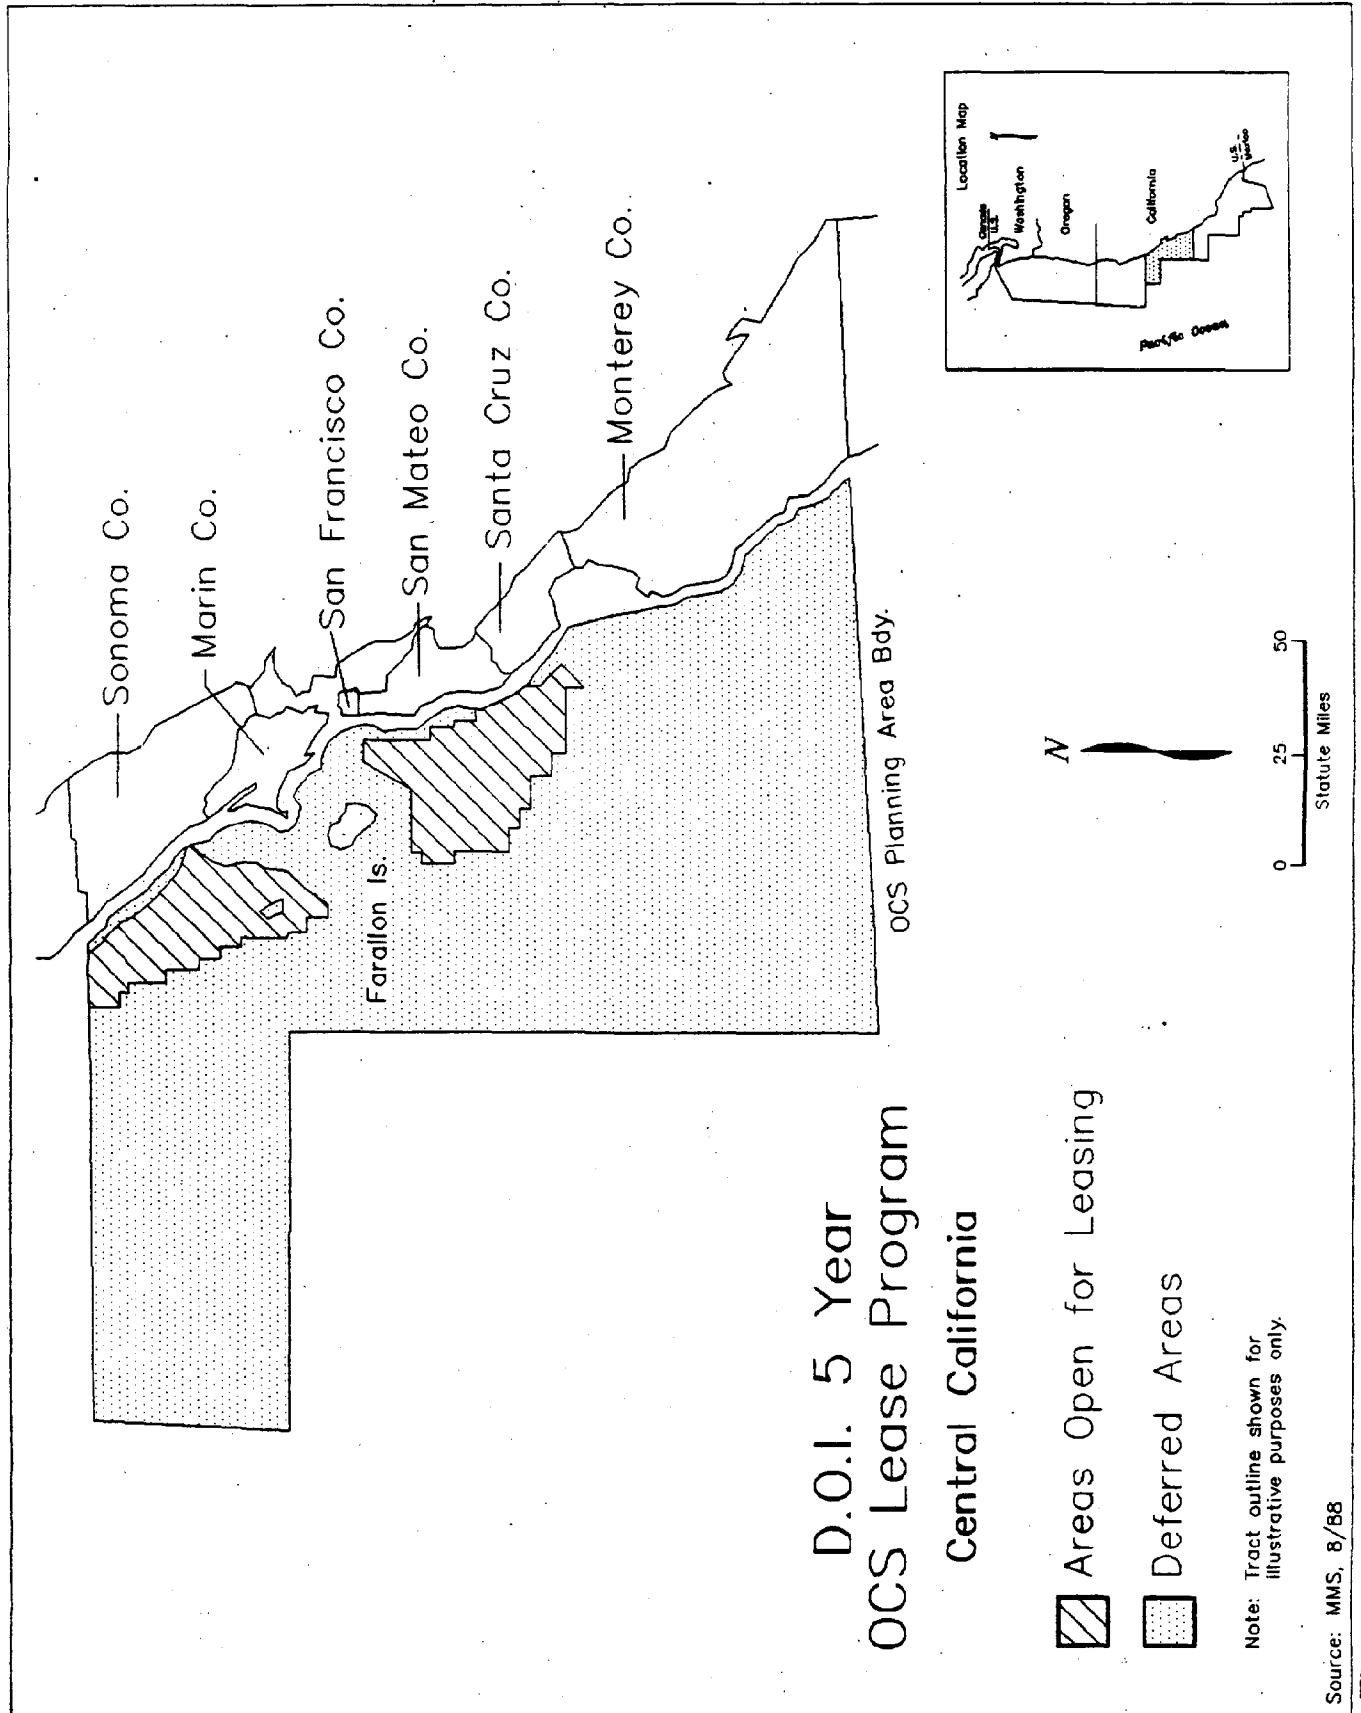 Sonoma Co.
Marin Co.
San Francisco Co.
San Mateo Co.
Santa Cruz Co.
Monterey Co.
Farallon Is.
OCS Planning Area Bdy.
D.O.I. 5 Year
OCS Lease Program
Central California
Areas Open for Leasing
Deferred Areas
Note: Tract outline shown for
illustrative purposes only.
Source: MMS, 8/88
N
0 25 50
Statute Miles
Location Map
Canada
U.S.
Washington
Oregon
California
U.S.
Mexico
Pacific Ocean